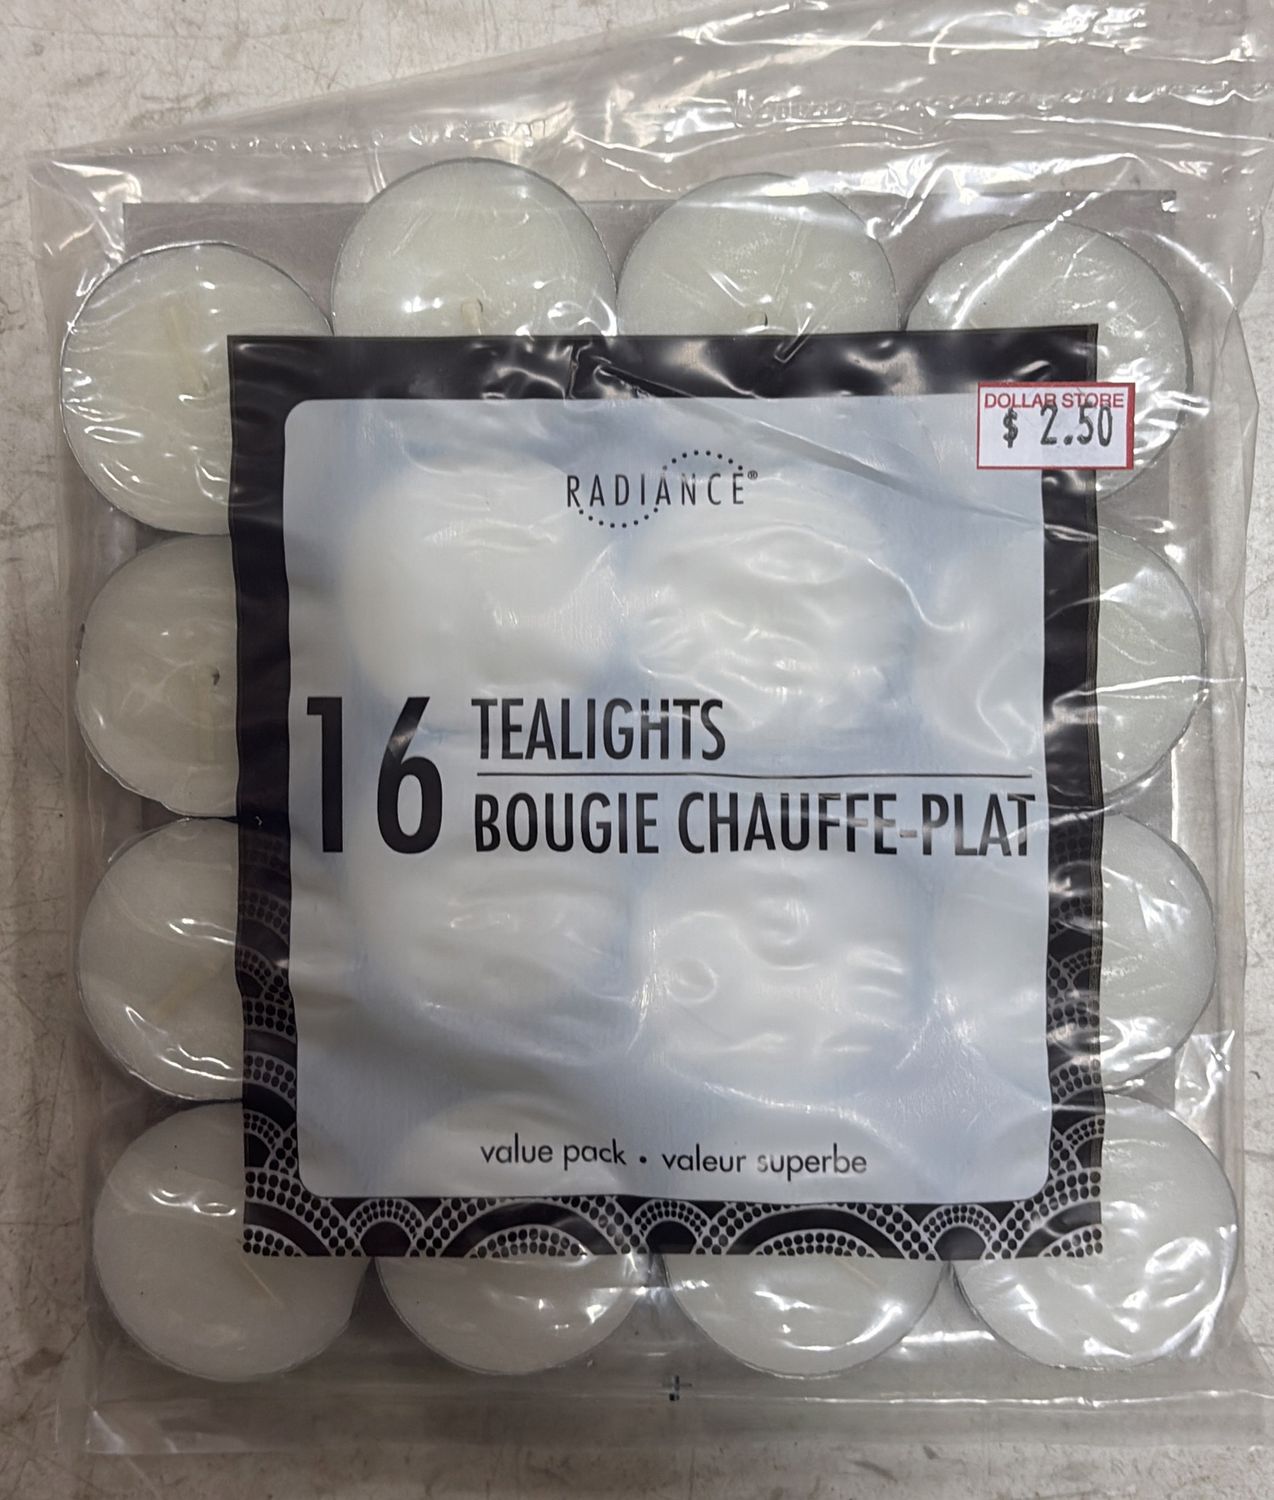 DOLLAR STORE
$ 2.50
RADIANCE®
16 TEALIGHTS
BOUGIE CHAUFFE-PLAT
value pack • valeur superbe